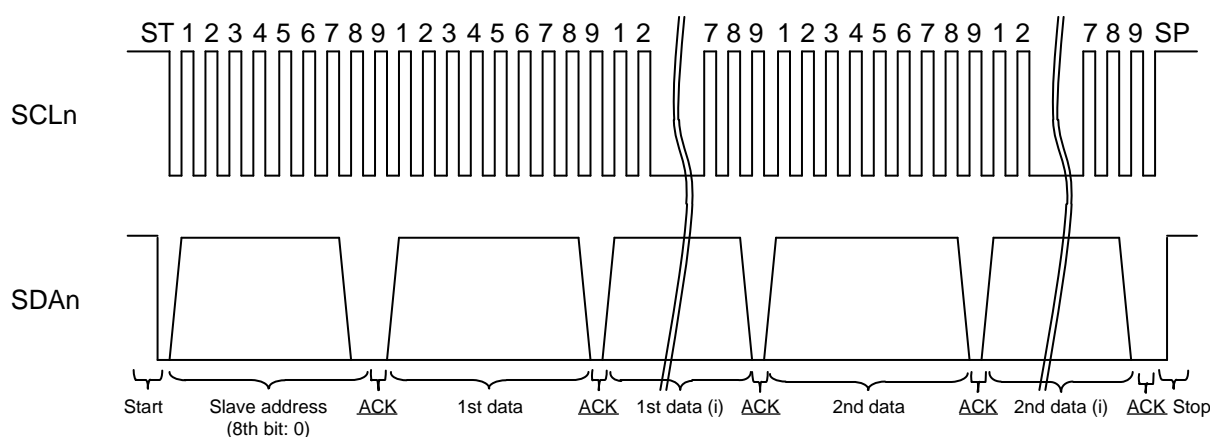 ST 1 2 3 4 5 6 7 8 9 1 2 3 4 5 6 7 8 9 1 2 7 8 9 1 2 3 4 5 6 7 8 9 1 2 7 8 9 SP
SCLn
SDAn
Start Slave address ACK 1st data ACK 1st data (i) ACK 2nd data ACK 2nd data (i) ACK Stop
(8th bit: 0)